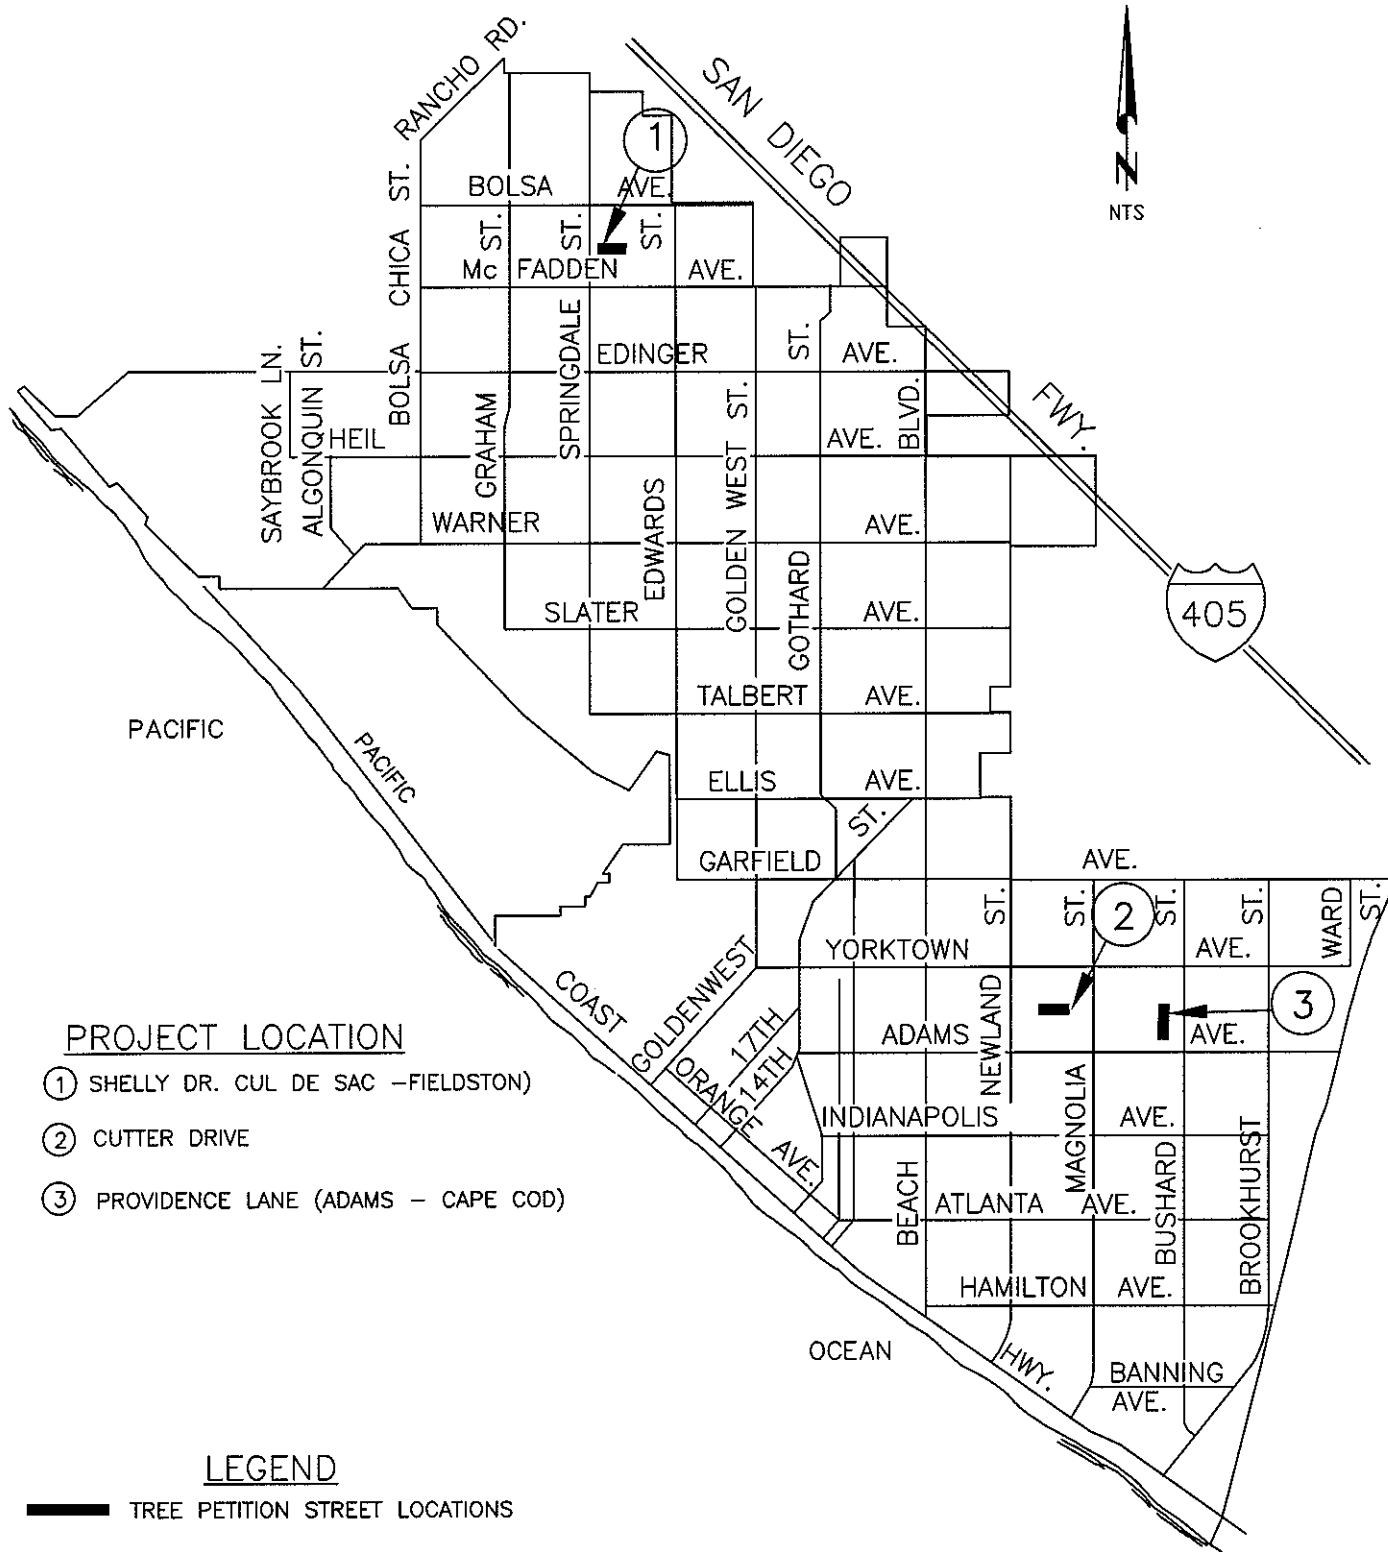 RANCHO RD.
SAN DIEGO
FWY.
405
N
NTS
1
BOLSA AVE.
BOLSA CHICA ST.
ST.
ST.
ST.
Mc FADDEN AVE.
SPRINGDALE
EDINGER AVE.
ST.
SAYBROOK LN.
ALGONQUIN ST.
HEIL AVE.
BLVD.
GRAHAM
GOLDEN WEST ST.
WARNER AVE.
EDWARDS
GOTHARD
SLATER AVE.
TALBERT AVE.
PACIFIC
PACIFIC
ELLIS AVE.
ST.
GARFIELD AVE.
ST.
ST.
2
ST.
ST.
WARD
ST.
YORKTOWN AVE.
COAST
GOLDENWEST
NEWLAND
3
17TH
14TH
ORANGE AVE.
ADAMS AVE.
INDIANAPOLIS AVE.
MAGNOLIA
BUSHARD
BROOKHURST
BEACH
ATLANTA AVE.
HAMILTON AVE.
OCEAN
HWY.
BANNING
AVE.
PROJECT LOCATION
1 SHELLY DR. CUL DE SAC -FIELDSTON)
2 CUTTER DRIVE
3 PROVIDENCE LANE (ADAMS - CAPE COD)
LEGEND
TREE PETITION STREET LOCATIONS